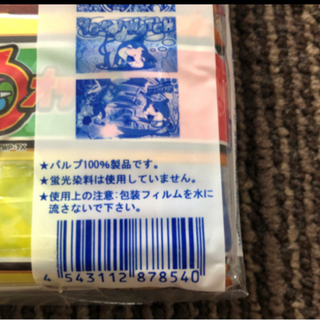 ★パルプ100%製品です。
★蛍光染料は使用していません。
★使用上の注意:包装フィルムを水に
流さないで下さい。
4 543112 878540